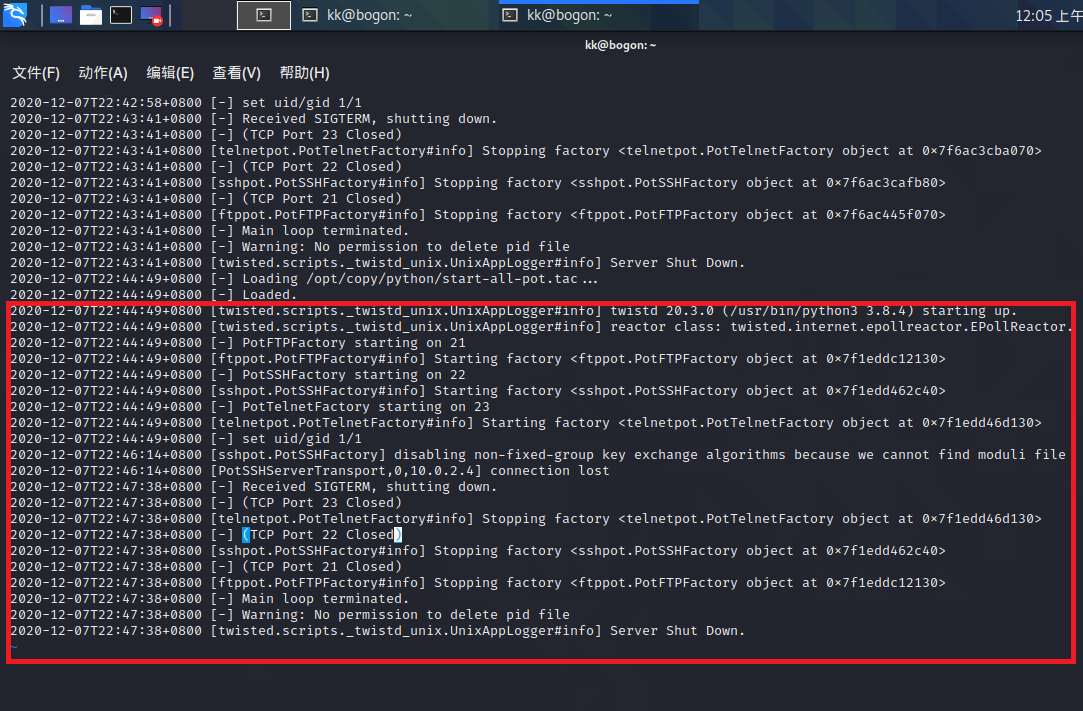 kk@bogon: ~
kk@bogon: ~
12:05 上午
kk@bogon: ~
文件(F) 动作(A) 编辑(E) 查看(V) 帮助(H)
2020-12-07T22:42:58+0800 [-] set uid/gid 1/1
2020-12-07T22:43:41+0800 [-] Received SIGTERM, shutting down.
2020-12-07T22:43:41+0800 [-] (TCP Port 23 Closed)
2020-12-07T22:43:41+0800 [telnetpot.PotTelnetFactory#info] Stopping factory <telnetpot.PotTelnetFactory object at 0×7f6ac3cba070>
2020-12-07T22:43:41+0800 [-] (TCP Port 22 Closed)
2020-12-07T22:43:41+0800 [sshpot.PotSSHFactory#info] Stopping factory <sshpot.PotSSHFactory object at 0×7f6ac3cafb80>
2020-12-07T22:43:41+0800 [-] (TCP Port 21 Closed)
2020-12-07T22:43:41+0800 [ftppot.PotFTPFactory#info] Stopping factory <ftppot.PotFTPFactory object at 0×7f6ac445f070>
2020-12-07T22:43:41+0800 [-] Main loop terminated.
2020-12-07T22:43:41+0800 [-] Warning: No permission to delete pid file
2020-12-07T22:43:41+0800 [twisted.scripts._twistd_unix.UnixAppLogger#info] Server Shut Down.
2020-12-07T22:44:49+0800 [-] Loading /opt/copy/python/start-all-pot.tac...
2020-12-07T22:44:49+0800 [-] Loaded.
2020-12-07T22:44:49+0800 [twisted.scripts._twistd_unix.UnixAppLogger#info] twistd 20.3.0 (/usr/bin/python3 3.8.4) starting up.
2020-12-07T22:44:49+0800 [twisted.scripts._twistd_unix.UnixAppLogger#info] reactor class: twisted.internet.epollreactor.EPollReactor.
2020-12-07T22:44:49+0800 [-] PotFTPFactory starting on 21
2020-12-07T22:44:49+0800 [ftppot.PotFTPFactory#info] Starting factory <ftppot.PotFTPFactory object at 0×7f1eddc12130>
2020-12-07T22:44:49+0800 [-] PotSSHFactory starting on 22
2020-12-07T22:44:49+0800 [sshpot.PotSSHFactory#info] Starting factory <sshpot.PotSSHFactory object at 0×7f1edd462c40>
2020-12-07T22:44:49+0800 [-] PotTelnetFactory starting on 23
2020-12-07T22:44:49+0800 [telnetpot.PotTelnetFactory#info] Starting factory <telnetpot.PotTelnetFactory object at 0×7f1edd46d130>
2020-12-07T22:44:49+0800 [-] set uid/gid 1/1
2020-12-07T22:46:14+0800 [sshpot.PotSSHFactory] disabling non-fixed-group key exchange algorithms because we cannot find moduli file
2020-12-07T22:46:14+0800 [PotSSHServerTransport,0,10.0.2.4] connection lost
2020-12-07T22:47:38+0800 [-] Received SIGTERM, shutting down.
2020-12-07T22:47:38+0800 [-] (TCP Port 23 Closed)
2020-12-07T22:47:38+0800 [telnetpot.PotTelnetFactory#info] Stopping factory <telnetpot.PotTelnetFactory object at 0×7f1edd46d130>
2020-12-07T22:47:38+0800 [-] (TCP Port 22 Closed)
2020-12-07T22:47:38+0800 [sshpot.PotSSHFactory#info] Stopping factory <sshpot.PotSSHFactory object at 0×7f1edd462c40>
2020-12-07T22:47:38+0800 [-] (TCP Port 21 Closed)
2020-12-07T22:47:38+0800 [ftppot.PotFTPFactory#info] Stopping factory <ftppot.PotFTPFactory object at 0×7f1eddc12130>
2020-12-07T22:47:38+0800 [-] Main loop terminated.
2020-12-07T22:47:38+0800 [-] Warning: No permission to delete pid file
2020-12-07T22:47:38+0800 [twisted.scripts._twistd_unix.UnixAppLogger#info] Server Shut Down.
~